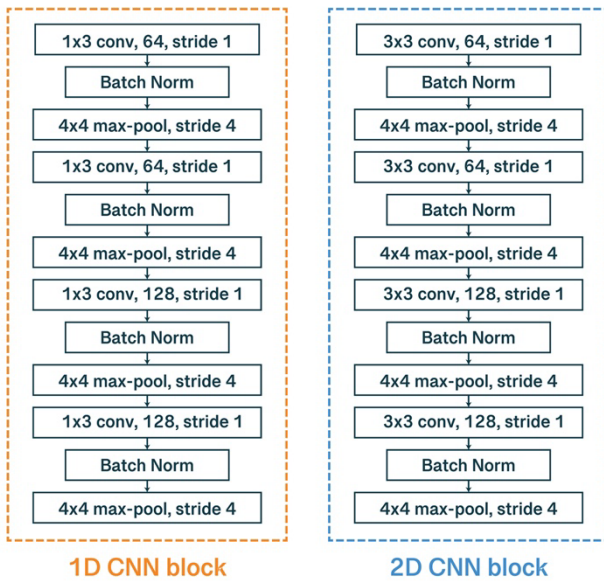 1x3 conv, 64, stride 1
Batch Norm
4x4 max-pool, stride 4
1x3 conv, 64, stride 1
Batch Norm
4x4 max-pool, stride 4
1x3 conv, 128, stride 1
Batch Norm
4x4 max-pool, stride 4
1x3 conv, 128, stride 1
Batch Norm
4x4 max-pool, stride 4
1D CNN block
3x3 conv, 64, stride 1
Batch Norm
4x4 max-pool, stride 4
3x3 conv, 64, stride 1
Batch Norm
4x4 max-pool, stride 4
3x3 conv, 128, stride 1
Batch Norm
4x4 max-pool, stride 4
3x3 conv, 128, stride 1
Batch Norm
4x4 max-pool, stride 4
2D CNN block